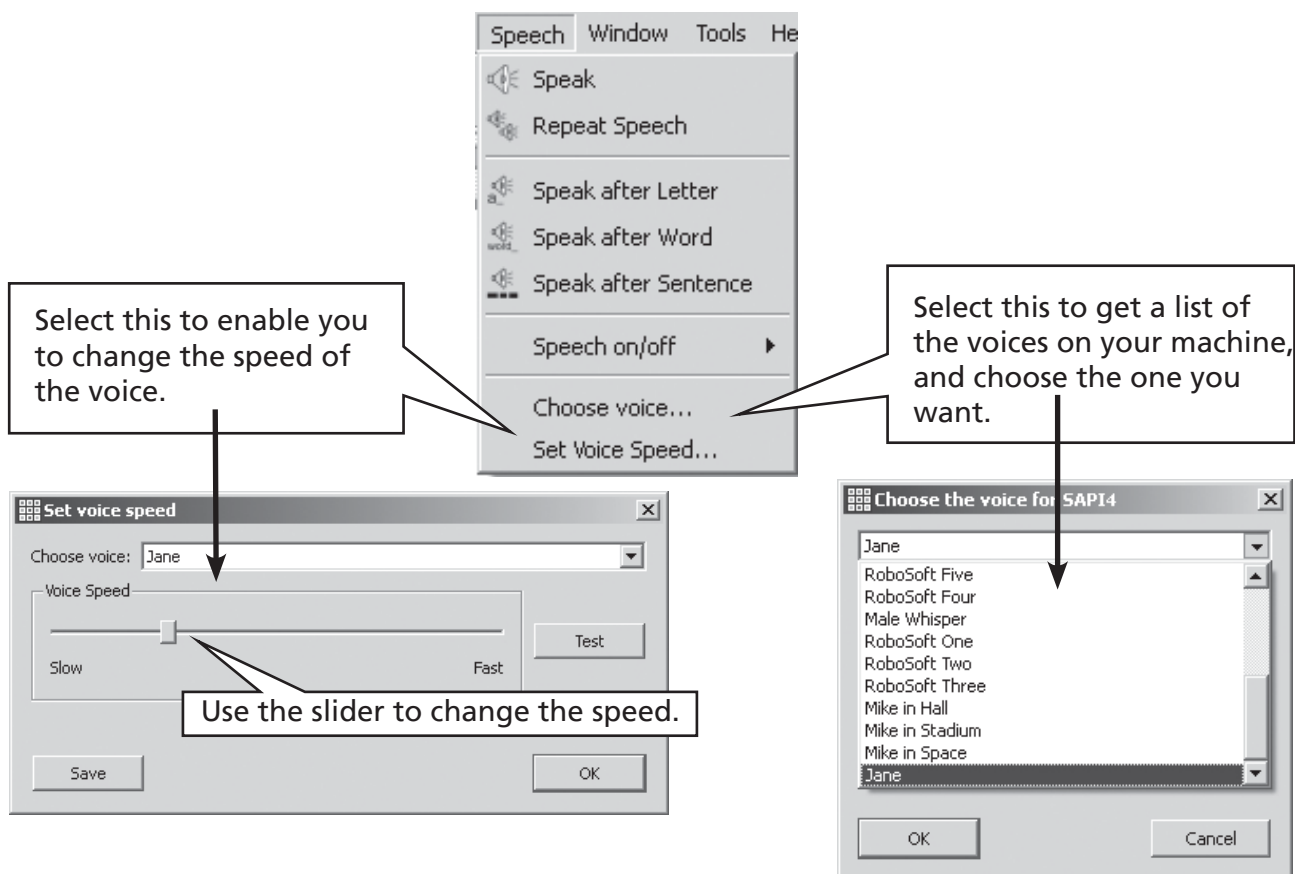 Speech Window Tools He
Speak
Repeat Speech
a_
Speak after Letter
word_
Speak after Word
Speak after Sentence
Speech on/off
Choose voice...
Set Voice Speed...
Select this to enable you
to change the speed of
the voice.
Select this to get a list of
the voices on your machine,
and choose the one you
want.
Set voice speed
Choose voice: Jane
Voice Speed
Slow Fast
Test
Use the slider to change the speed.
Save OK
Choose the voice for SAPI4
Jane
RoboSoft Five
RoboSoft Four
Male Whisper
RoboSoft One
RoboSoft Two
RoboSoft Three
Mike in Hall
Mike in Stadium
Mike in Space
Jane
OK Cancel